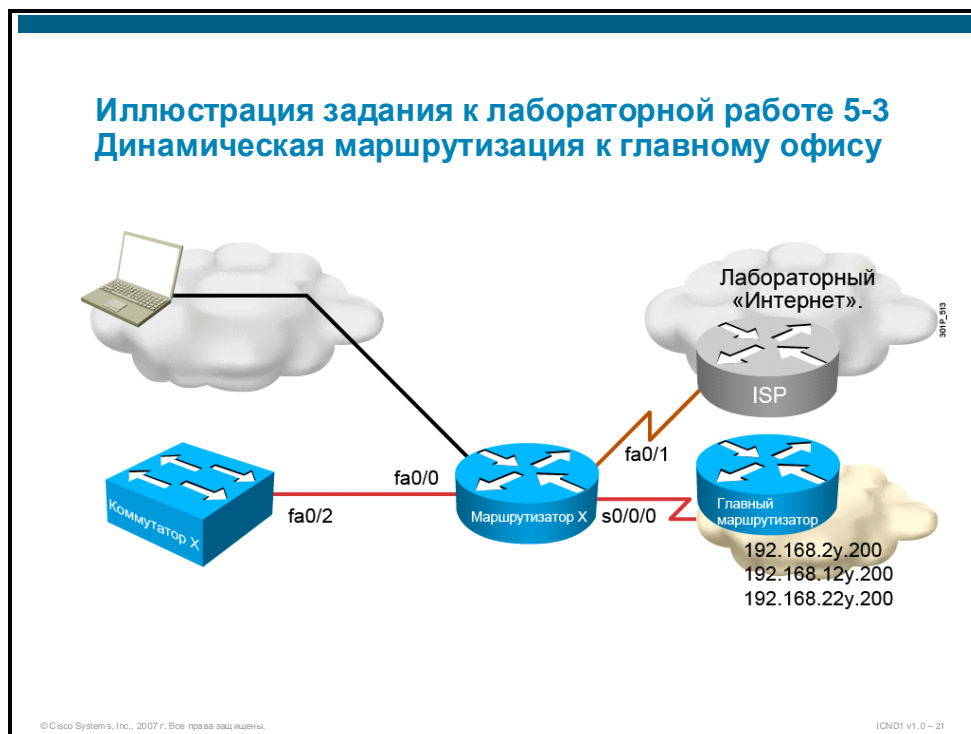 Иллюстрация задания к лабораторной работе 5-3
Динамическая маршрутизация к главному офису
Лабораторный
«Интернет».
301P_513
ISP
fa0/1
fa0/0
Коммутатор X
fa0/2
Маршрутизатор X
s0/0/0
Главный
маршрутизатор
192.168.2y.200
192.168.12y.200
192.168.22y.200
© Cisco Systems, Inc., 2007 г. Все права защищены.
ICND1 v1.0 – 21